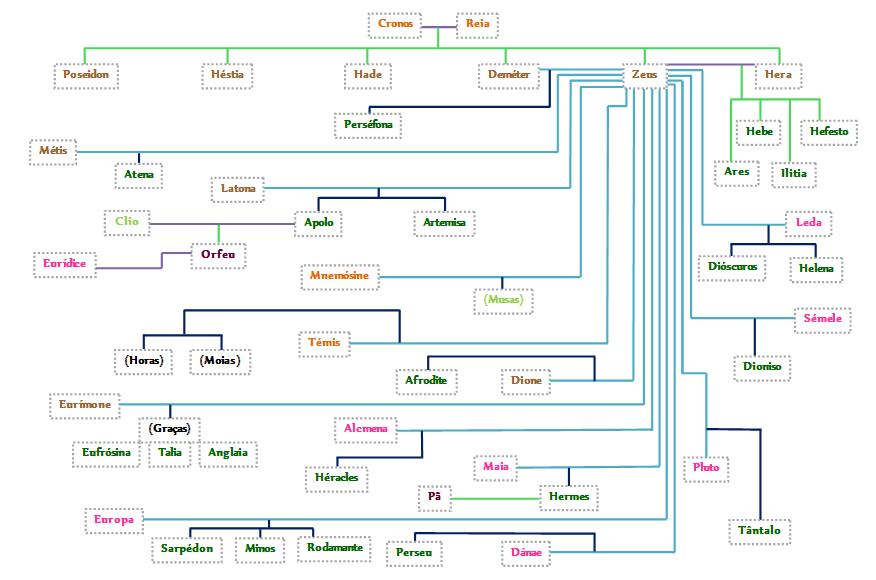 Cronos
Reia
Poseidon
Héstia
Hade
Deméter
Zeus
Hera
Perséfona
Hebe
Hefesto
Métis
Atena
Ares
Ilitia
Latona
Clio
Apolo
Artemisa
Leda
Orfeu
Eurídice
Dióscuros
Helena
Mnemósine
(Musas)
Sémele
Témis
(Horas)
(Moias)
Dioniso
Afrodite
Dione
Eurímone
(Graças)
Alcmena
Eufrósina
Talia
Anglaia
Maia
Pluto
Héracles
Pã
Hermes
Europa
Tântalo
Sarpédon
Minos
Rodamante
Perseu
Dánae